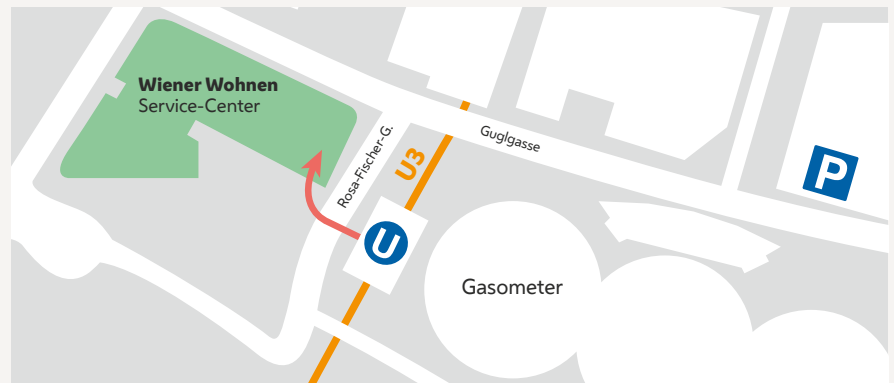 Wiener Wohnen
Service-Center
Rosa-Fischer-G.
U3
Guglgasse
P
U
Gasometer